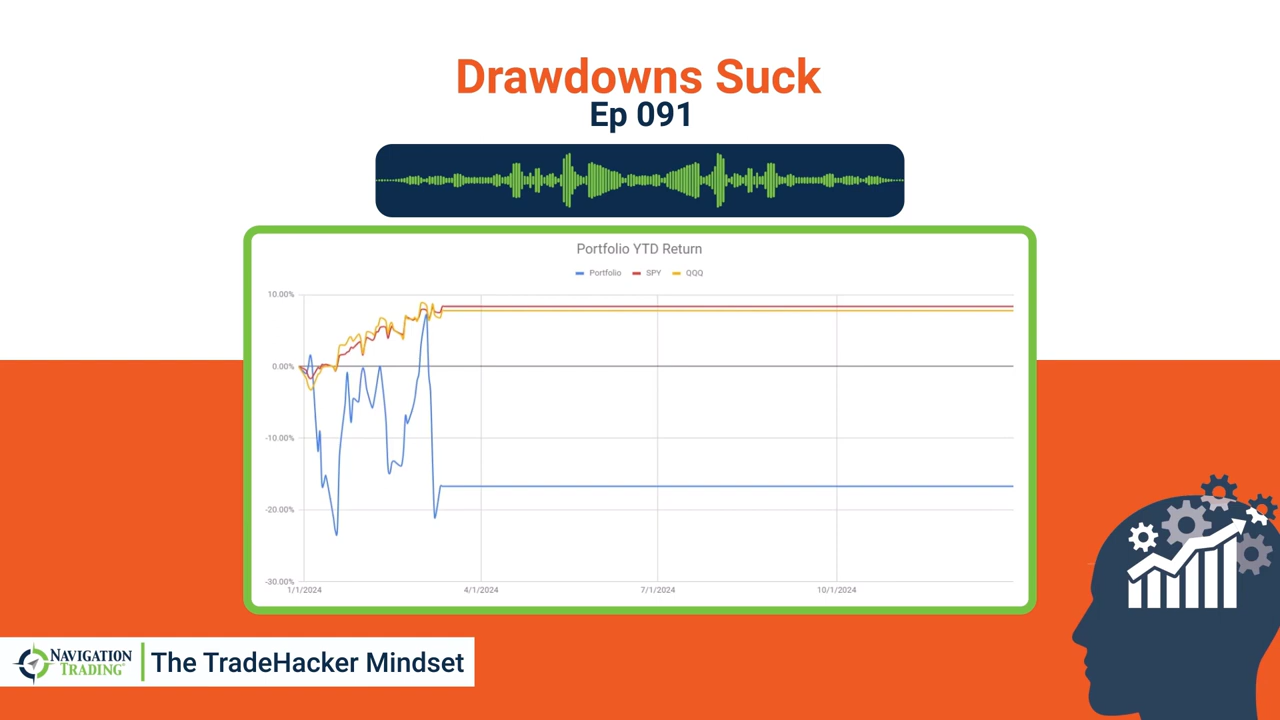 Drawdowns Suck
Ep 091
Portfolio YTD Return
Portfolio SPY QQQ
10.00%
0.00%
-10.00%
-20.00%
-30.00%
1/1/2024 4/1/2024 7/1/2024 10/1/2024
NAVIGATION
TRADING
The TradeHacker Mindset